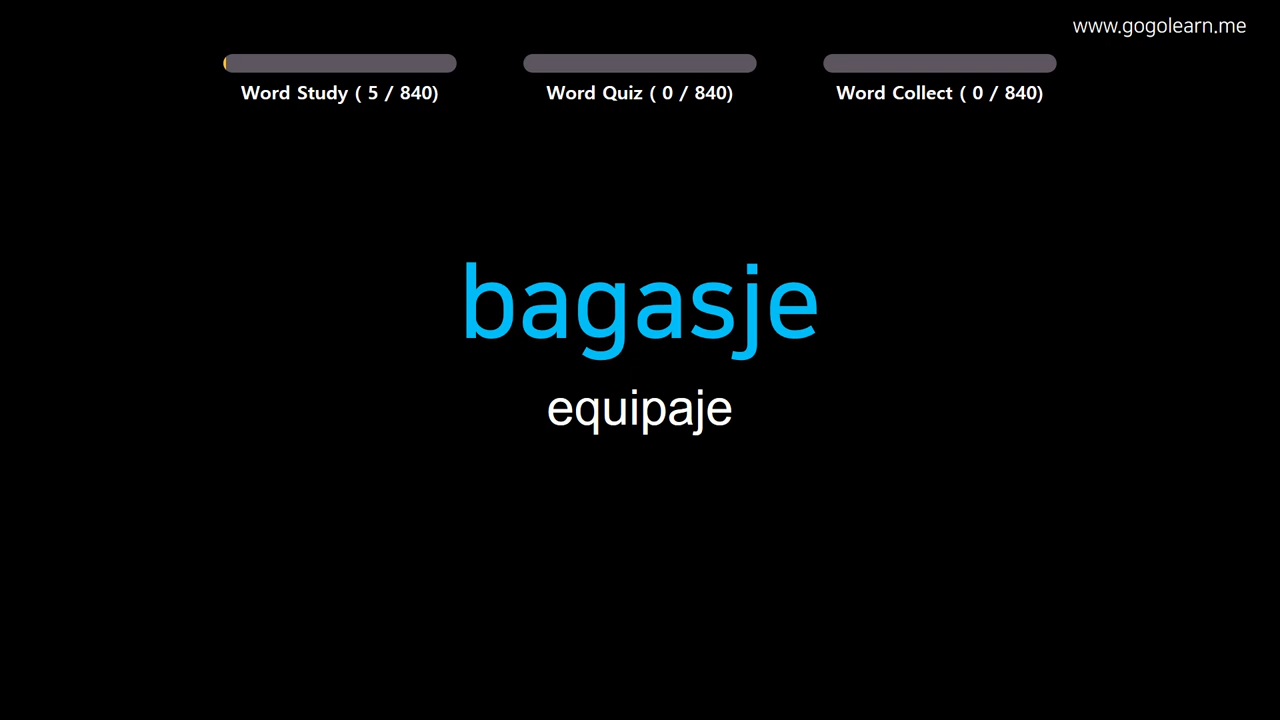 www.gogolearn.me
Word Study ( 5 / 840)
Word Quiz ( 0 / 840)
Word Collect ( 0 / 840)
bagasje
equipaje